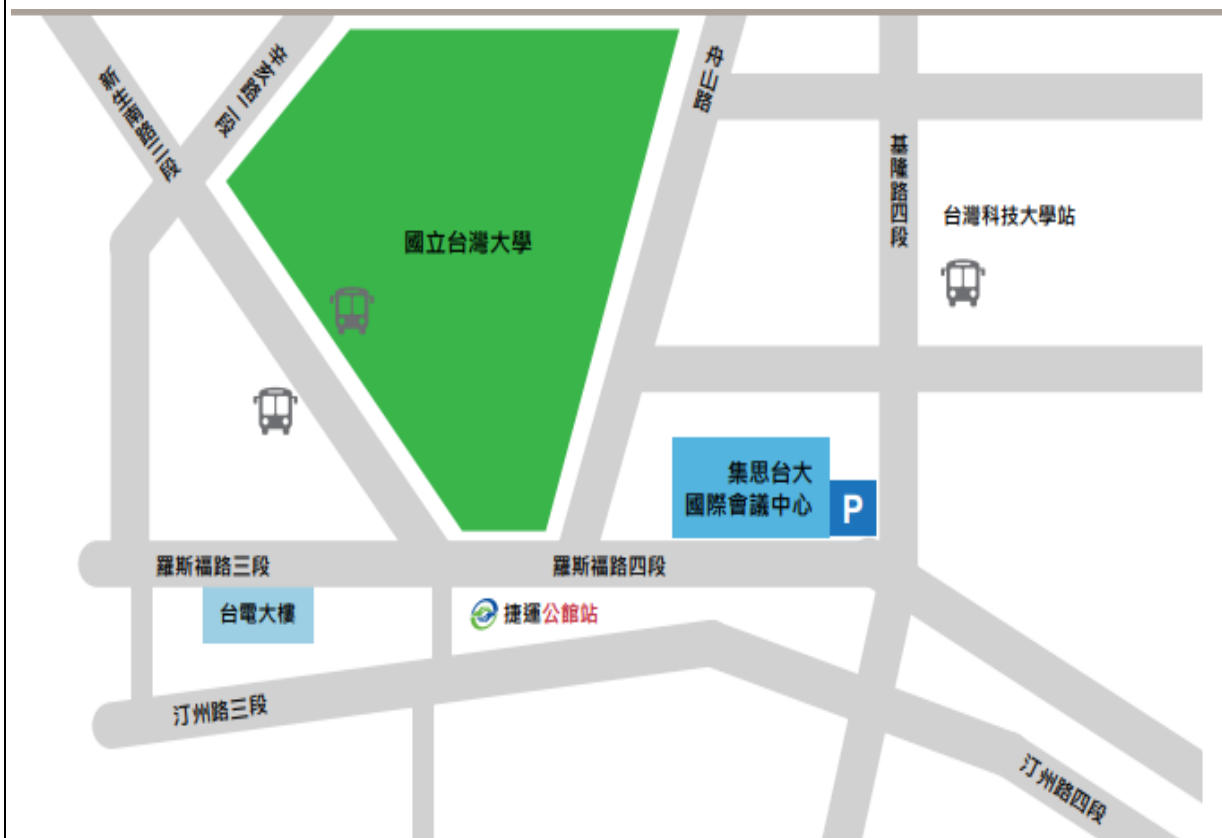 新生南路三段
辛亥路二段
舟山路
基隆路四段
台灣科技大學站
國立台灣大學
集思台大
國際會議中心
P
羅斯福路三段
羅斯福路四段
台電大樓
捷運公館站
汀州路三段
汀州路四段